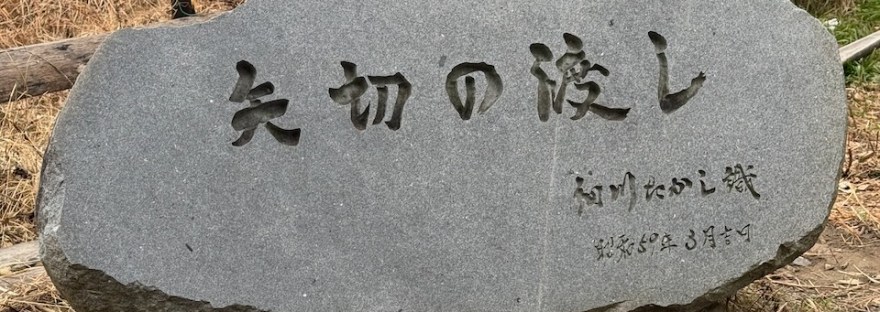 矢切の渡し
細川たかし識
昭和59年3月吉日